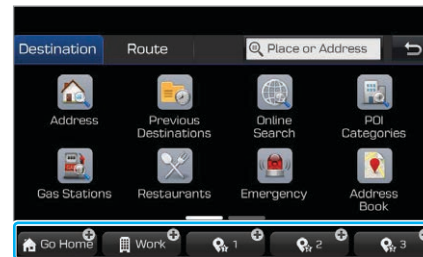 Destination Route Place or Address
Address Previous Destinations Online Search POI Categories
Gas Stations Restaurants Emergency Address Book
Go Home Work 1 2 3